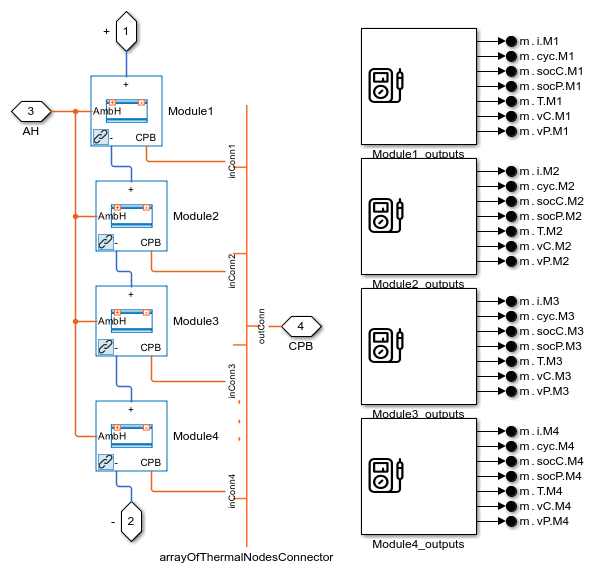 + 1
3
AH
+
AmbH
Module1
- CPB
inConn1
+
AmbH
Module2
- CPB
inConn2
+
AmbH
Module3
- CPB
inConn3
+
AmbH
Module4
- CPB
inConn4
- 2
outConn
4
CPB
arrayOfThermalNodesConnector
m.i.M1
m.cyc.M1
m.socC.M1
m.socP.M1
m.T.M1
m.vC.M1
m.vP.M1
Module1_outputs
m.i.M2
m.cyc.M2
m.socC.M2
m.socP.M2
m.T.M2
m.vC.M2
m.vP.M2
Module2_outputs
m.i.M3
m.cyc.M3
m.socC.M3
m.socP.M3
m.T.M3
m.vC.M3
m.vP.M3
Module3_outputs
m.i.M4
m.cyc.M4
m.socC.M4
m.socP.M4
m.T.M4
m.vC.M4
m.vP.M4
Module4_outputs